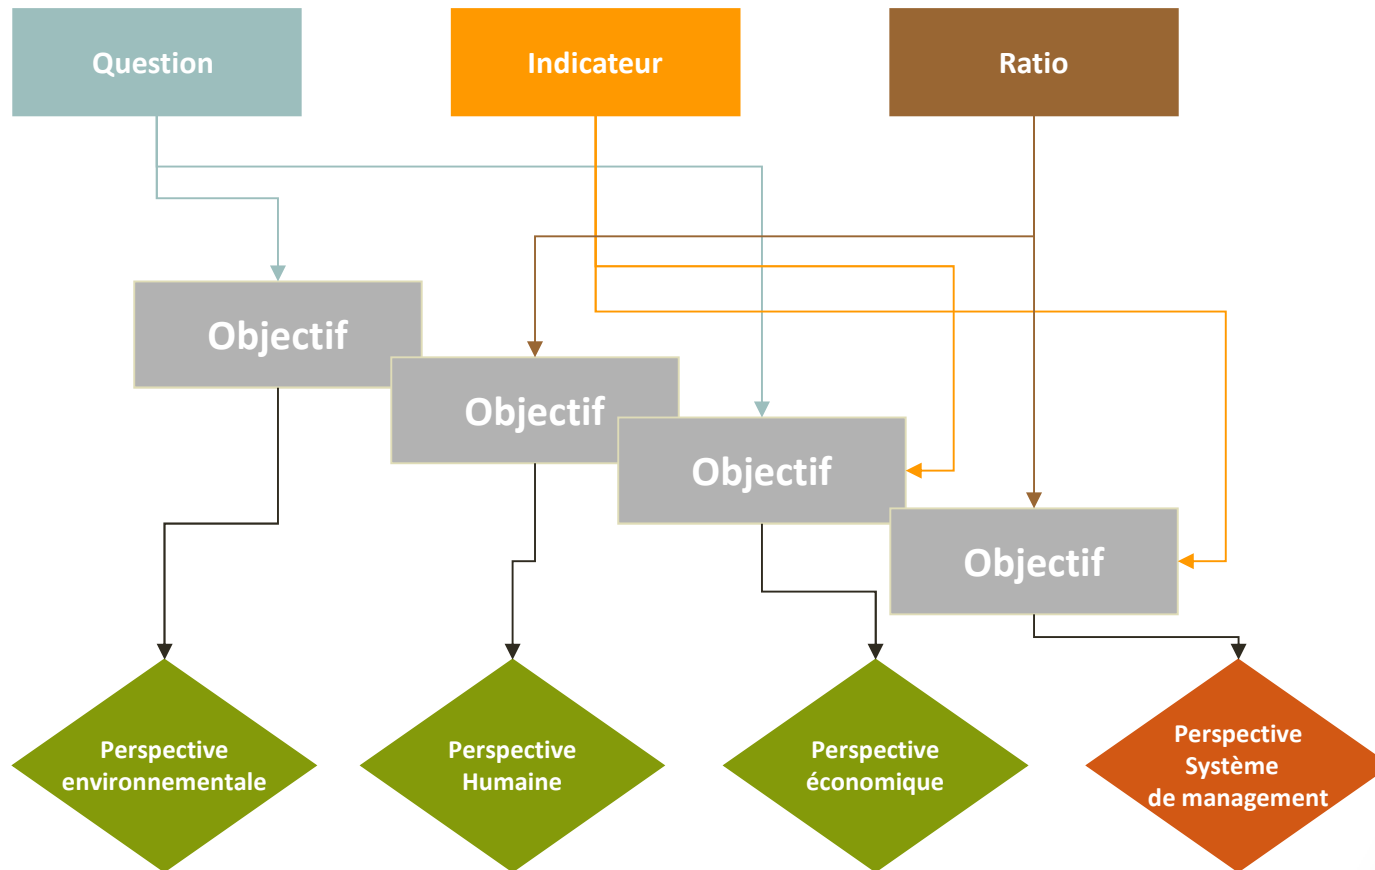 Question
Indicateur
Ratio
Objectif
Objectif
Objectif
Objectif
Perspective
environnementale
Perspective
Humaine
Perspective
économique
Perspective
Système
de management